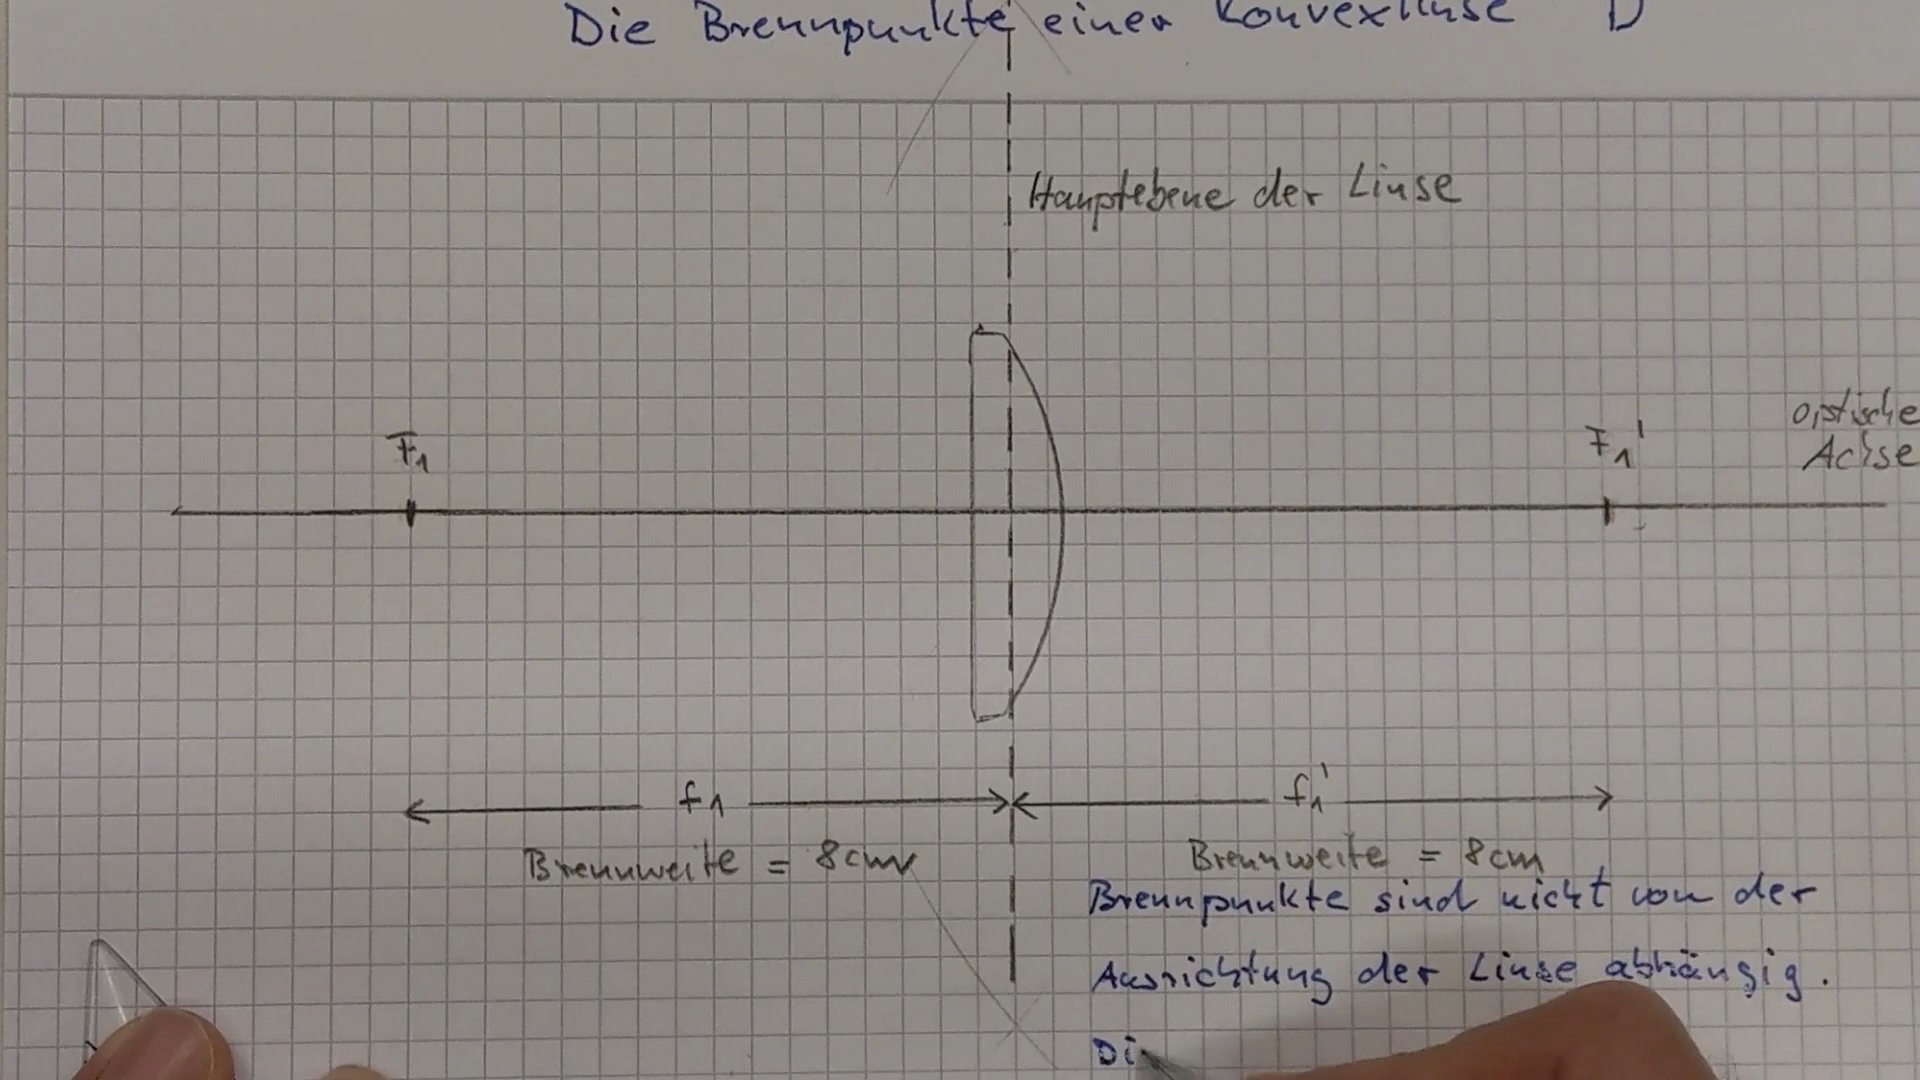 Die Brennpunkte einer Konvexlinse D
Hauptebene der Linse
optische
Achse
F₁
F₁'
f₁
f₁'
Brennweite = 8cm
Brennweite = 8cm
Brennpunkte sind nicht von der
Ausrichtung der Linse abhängig.
Di